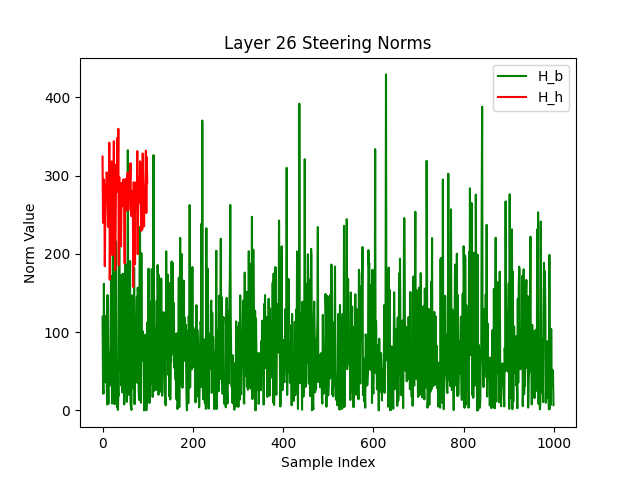 Layer 26 Steering Norms
H_b
H_h
Norm Value
400
300
200
100
0
0 200 400 600 800 1000
Sample Index